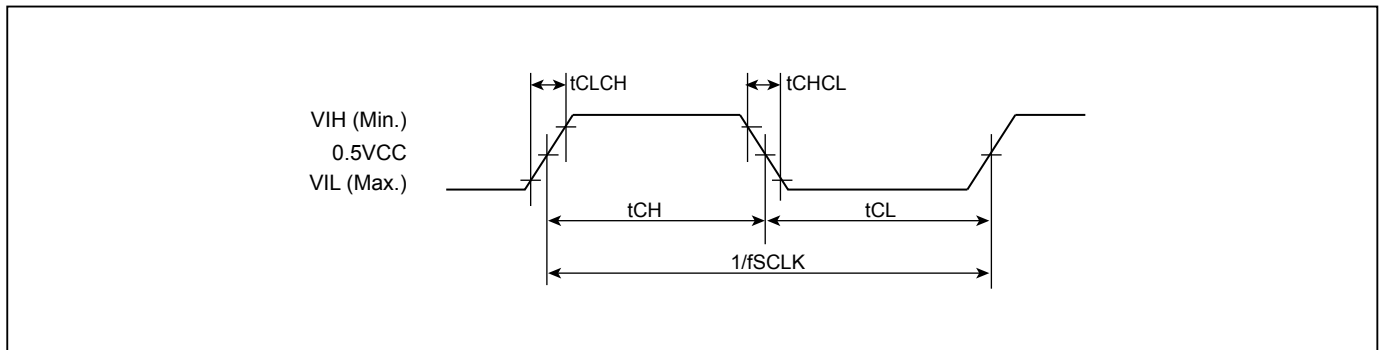 tCLCH
tCHCL
VIH (Min.)
0.5VCC
VIL (Max.)
tCH
tCL
1/fSCLK